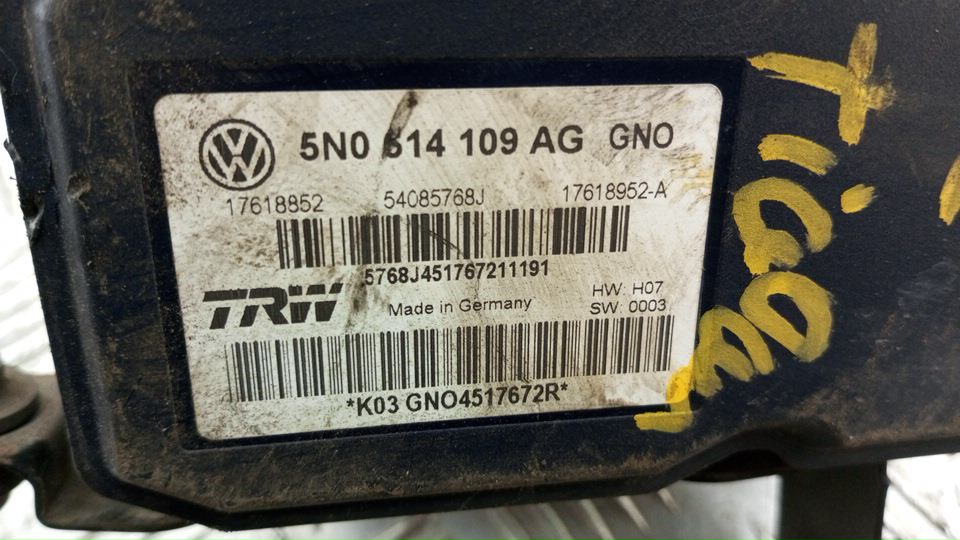 5N0 614 109 AG GNO
17618852 54085768J 17618952-A
5768J451767211191
TRW Made in Germany HW: H07
SW: 0003
*K03 GNO4517672R*